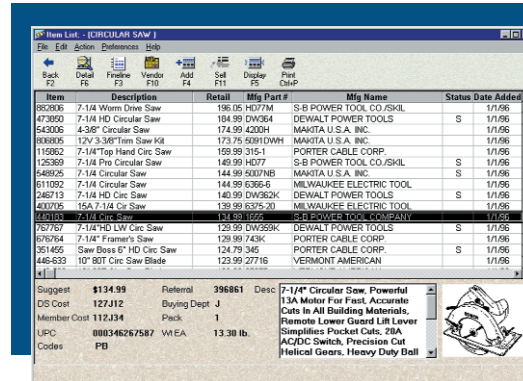 Item List: - (CIRCULAR SAW )
File Edit Action Preferences Help
Back Detail Fineline Vendor Add Sell Display Print
F2 F6 F3 F10 F4 F11 F5 Ctrl+P
Item Description Retail Mfg Part # Mfg Name Status Date Added
882806 7-1/4 Worm Drive Saw 196.05 HD77M S-B POWER TOOL CO./SKIL 1/1/96
473850 7-1/4 HD Circular Saw 184.99 DW364 DEWALT POWER TOOLS S 1/1/96
543006 4-3/8" Circular Saw 174.99 4200H MAKITA U.S.A. INC. 1/1/96
806805 12V 3-3/8"Trim Saw Kit 173.75 5091DWH MAKITA U.S.A. INC. 1/1/96
115862 7-1/4"Top Hand Circ Saw 159.99 315-1 PORTER CABLE CORP. 1/1/96
125369 7-1/4 Pro Circular Saw 149.99 HD77 S-B POWER TOOL CO./SKIL S 1/1/96
548925 7-1/4 Circular Saw 144.99 5007NB MAKITA U.S.A. INC. S 1/1/96
611092 7-1/4 Circular Saw 144.99 6366-6 MILWAUKEE ELECTRIC TOOL 1/1/96
246713 7-1/4 HD Circ Saw 140.99 DW362K DEWALT POWER TOOLS S 1/1/96
400705 15A 7-1/4 Cir Saw 139.99 6375-20 MILWAUKEE ELECTRIC TOOL 1/1/96
440183 7-1/4 Circ Saw 134.99 1655 S-B POWER TOOL COMPANY 1/1/96
767767 7-1/4"HD LW Circ Saw 129.99 DW359K DEWALT POWER TOOLS S 1/1/96
676764 7-1/4" Framer's Saw 129.99 743K PORTER CABLE CORP. S 1/1/96
351455 Saw Boss 6" HD Circ Saw 124.79 345 PORTER CABLE CORP. S 1/1/96
446-633 10" 80T Circ Saw Blade 123.99 27716 VERMONT AMERICAN 1/1/96
Suggest $134.99 Referral 396861 Desc 7-1/4" Circular Saw, Powerful
DS Cost 127J12 Buying Dept J 13A Motor For Fast, Accurate
Cuts In All Building Materials,
Member Cost 112J34 Pack 1 Remote Lower Guard Lift Lever
UPC 000346267587 Wt EA 13.30 lb. Simplifies Pocket Cuts, 20A
AC/DC Switch, Precision Cut
Codes PB Helical Gears, Heavy Duty Ball